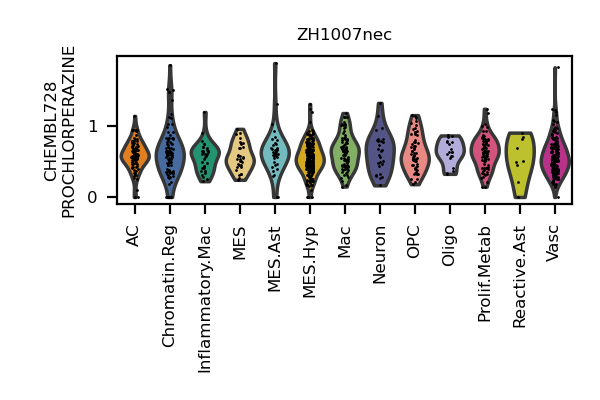 ZH1007nec
CHEMBL728
PROCHLORPERAZINE
1
0
AC
Chromatin.Reg
Inflammatory.Mac
MES
MES.Ast
MES.Hyp
Mac
Neuron
OPC
Oligo
Prolif.Metab
Reactive.Ast
Vasc